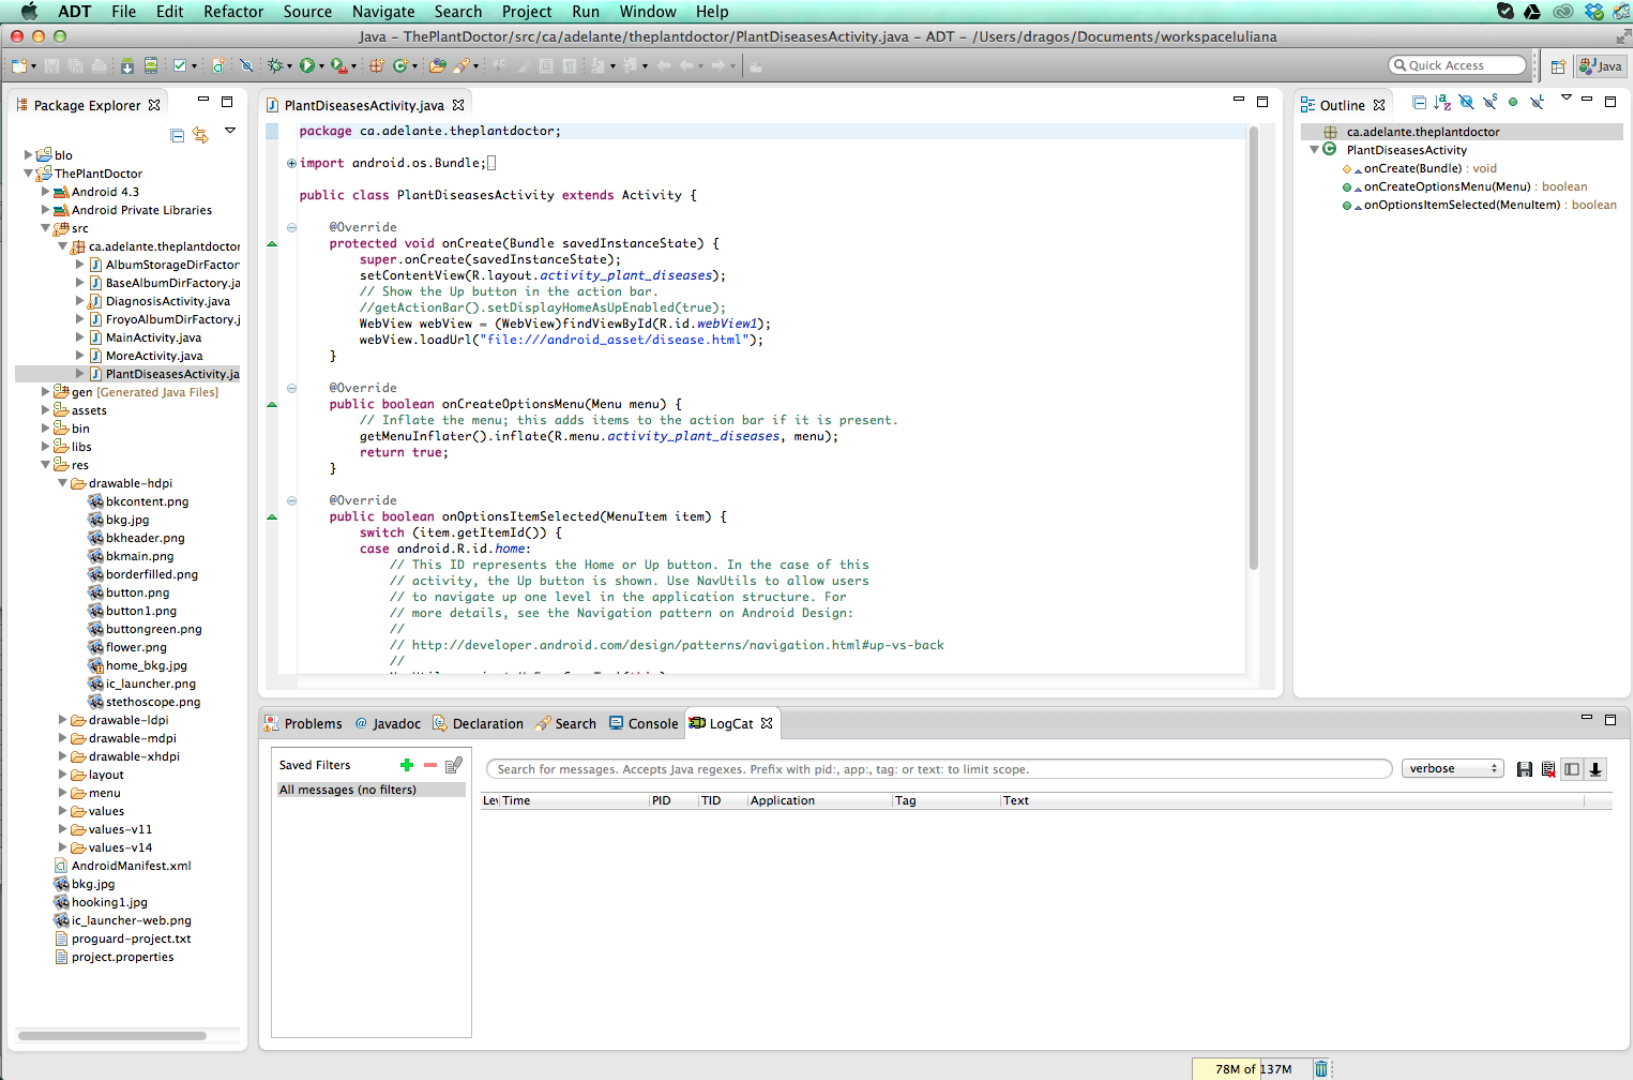 ADT File Edit Refactor Source Navigate Search Project Run Window Help
Java - ThePlantDoctor/src/ca/adelante/theplantdoctor/PlantDiseasesActivity.java - ADT - /Users/dragos/Documents/workspaceIuliana
Quick Access
Java
Package Explorer
blo
ThePlantDoctor
Android 4.3
Android Private Libraries
src
ca.adelante.theplantdoctor
AlbumStorageDirFactor
BaseAlbumDirFactory.ja
DiagnosisActivity.java
FroyoAlbumDirFactory.j
MainActivity.java
MoreActivity.java
PlantDiseasesActivity.ja
gen [Generated Java Files]
assets
bin
libs
res
drawable-hdpi
bkcontent.png
bkg.jpg
bkheader.png
bkmain.png
borderfilled.png
button.png
button1.png
buttongreen.png
flower.png
home_bkg.jpg
ic_launcher.png
stethoscope.png
drawable-ldpi
drawable-mdpi
drawable-xhdpi
layout
menu
values
values-v11
values-v14
AndroidManifest.xml
bkg.jpg
hooking1.jpg
ic_launcher-web.png
proguard-project.txt
project.properties
PlantDiseasesActivity.java
package ca.adelante.theplantdoctor;
import android.os.Bundle;
public class PlantDiseasesActivity extends Activity {
@Override
protected void onCreate(Bundle savedInstanceState) {
super.onCreate(savedInstanceState);
setContentView(R.layout.activity_plant_diseases);
// Show the Up button in the action bar.
//getActionBar().setDisplayHomeAsUpEnabled(true);
WebView webView = (WebView)findViewById(R.id.webView1);
webView.loadUrl("file:///android_asset/disease.html");
}
@Override
public boolean onCreateOptionsMenu(Menu menu) {
// Inflate the menu; this adds items to the action bar if it is present.
getMenuInflater().inflate(R.menu.activity_plant_diseases, menu);
return true;
}
@Override
public boolean onOptionsItemSelected(MenuItem item) {
switch (item.getItemId()) {
case android.R.id.home:
// This ID represents the Home or Up button. In the case of this
// activity, the Up button is shown. Use NavUtils to allow users
// to navigate up one level in the application structure. For
// more details, see the Navigation pattern on Android Design:
//
// http://developer.android.com/design/patterns/navigation.html#up-vs-back
//
Outline
ca.adelante.theplantdoctor
PlantDiseasesActivity
onCreate(Bundle) : void
onCreateOptionsMenu(Menu) : boolean
onOptionsItemSelected(MenuItem) : boolean
Problems @ Javadoc Declaration Search Console LogCat
Saved Filters
All messages (no filters)
Search for messages. Accepts Java regexes. Prefix with pid:, app:, tag: or text: to limit scope.
verbose
Lev Time PID TID Application Tag Text
78M of 137M